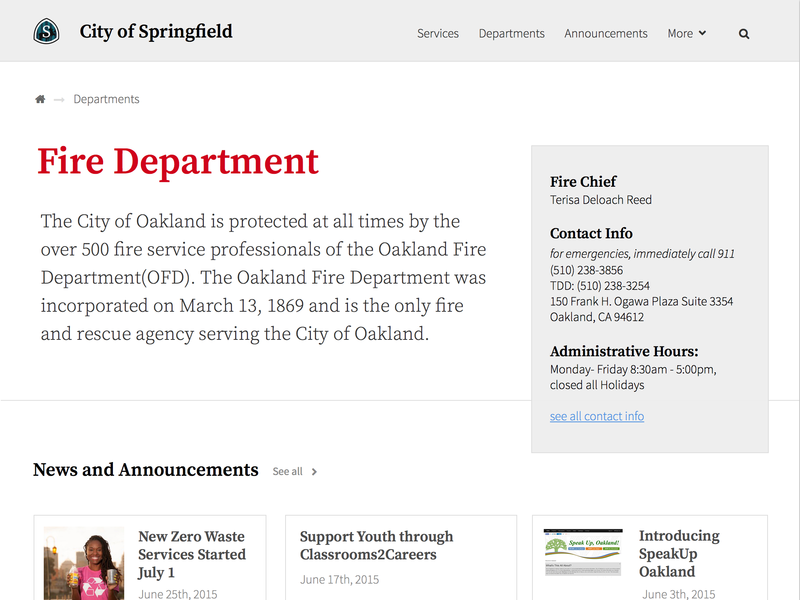 S
City of Springfield
Services
Departments
Announcements
More
Departments
Fire Department
The City of Oakland is protected at all times by the
over 500 fire service professionals of the Oakland Fire
Department(OFD). The Oakland Fire Department was
incorporated on March 13, 1869 and is the only fire
and rescue agency serving the City of Oakland.
Fire Chief
Terisa Deloach Reed
Contact Info
for emergencies, immediately call 911
(510) 238-3856
TDD: (510) 238-3254
150 Frank H. Ogawa Plaza Suite 3354
Oakland, CA 94612
Administrative Hours:
Monday- Friday 8:30am - 5:00pm,
closed all Holidays
see all contact info
News and Announcements
See all
New Zero Waste
Services Started
July 1
June 25th, 2015
Support Youth through
Classrooms2Careers
June 17th, 2015
Speak Up, Oakland!
Introducing
SpeakUp
Oakland
June 3th, 2015